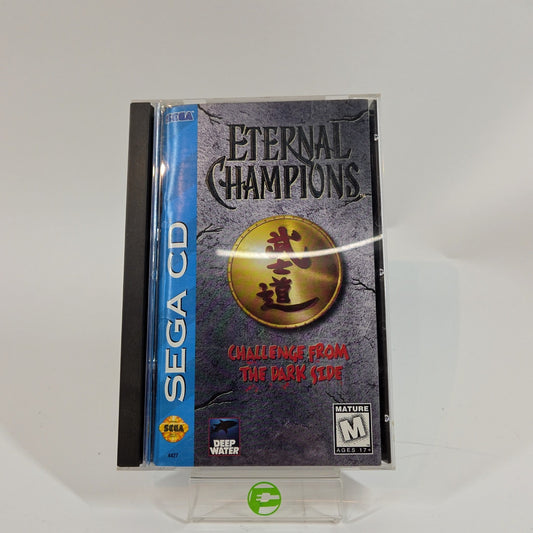 SEGA
SEGA CD
ETERNAL
CHAMPIONS
武
士
道
CHALLENGE FROM
THE DARK SIDE
SEGA
4427
DEEP
WATER
MATURE
M
AGES 17+